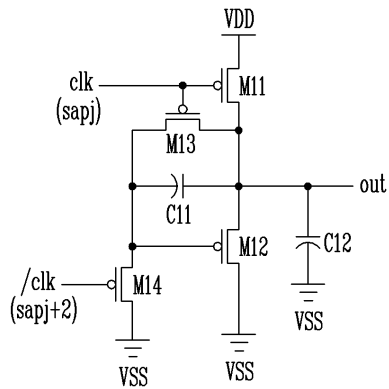 VDD
clk
(sapj)
M11
M13
C11
out
M12
C12
/clk
(sapj+2)
M14
VSS
VSS
VSS